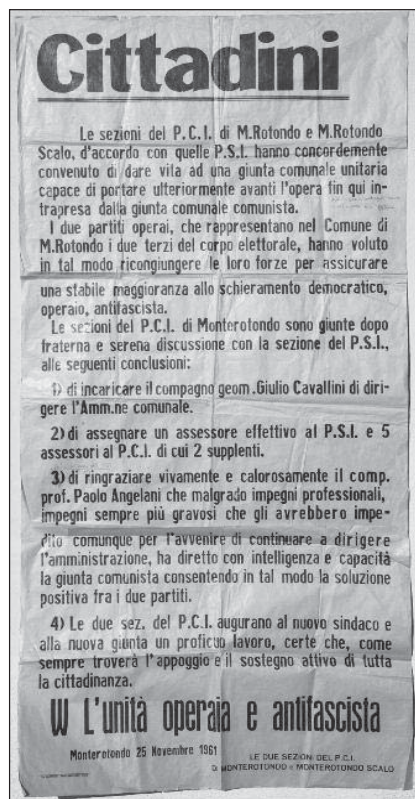 Cittadini
Le sezioni del P.C.I. di M.Rotondo e M.Rotondo
Scalo, d'accordo con quelle P.S.I. hanno concordemente
convenuto di dare vita ad una giunta comunale unitaria
capace di portare ulteriormente avanti l'opera fin qui in-
trapresa dalla giunta comunale comunista.
I due partiti operai, che rappresentano nel Comune di
M.Rotondo i due terzi del corpo elettorale, hanno voluto
in tal modo ricongiungere le loro forze per assicurare
una stabile maggioranza allo schieramento democratico,
operaio, antifascista.
Le sezioni del P.C.I. di Monterotondo sono giunte dopo
fraterna e serena discussione con la sezione del P.S.I.,
alle seguenti conclusioni:
1) di incaricare il compagno geom.Giulio Cavallini di diri-
gere l'Amm.ne comunale.
2) di assegnare un assessore effettivo al P.S.I. e 5
assessori al P.C.I. di cui 2 supplenti.
3) di ringraziare vivamente e calorosamente il comp.
prof. Paolo Angelani che malgrado impegni professionali,
impegni sempre più gravosi che gli avrebbero impe-
dito comunque per l'avvenire di continuare a dirigere
l'amministrazione, ha diretto con intelligenza e capacità
la giunta comunista consentendo in tal modo la soluzione
positiva fra i due partiti.
4) Le due sez. del P.C.I. augurano al nuovo sindaco e
alla nuova giunta un proficuo lavoro, certe che, come
sempre troverà l'appoggio e il sostegno attivo di tutta
la cittadinanza.
W L'unità operaia e antifascista
Monterotondo 25 Novembre 1961
LE DUE SEZIONI DEL P.C.I.
DI MONTEROTONDO e MONTEROTONDO SCALO